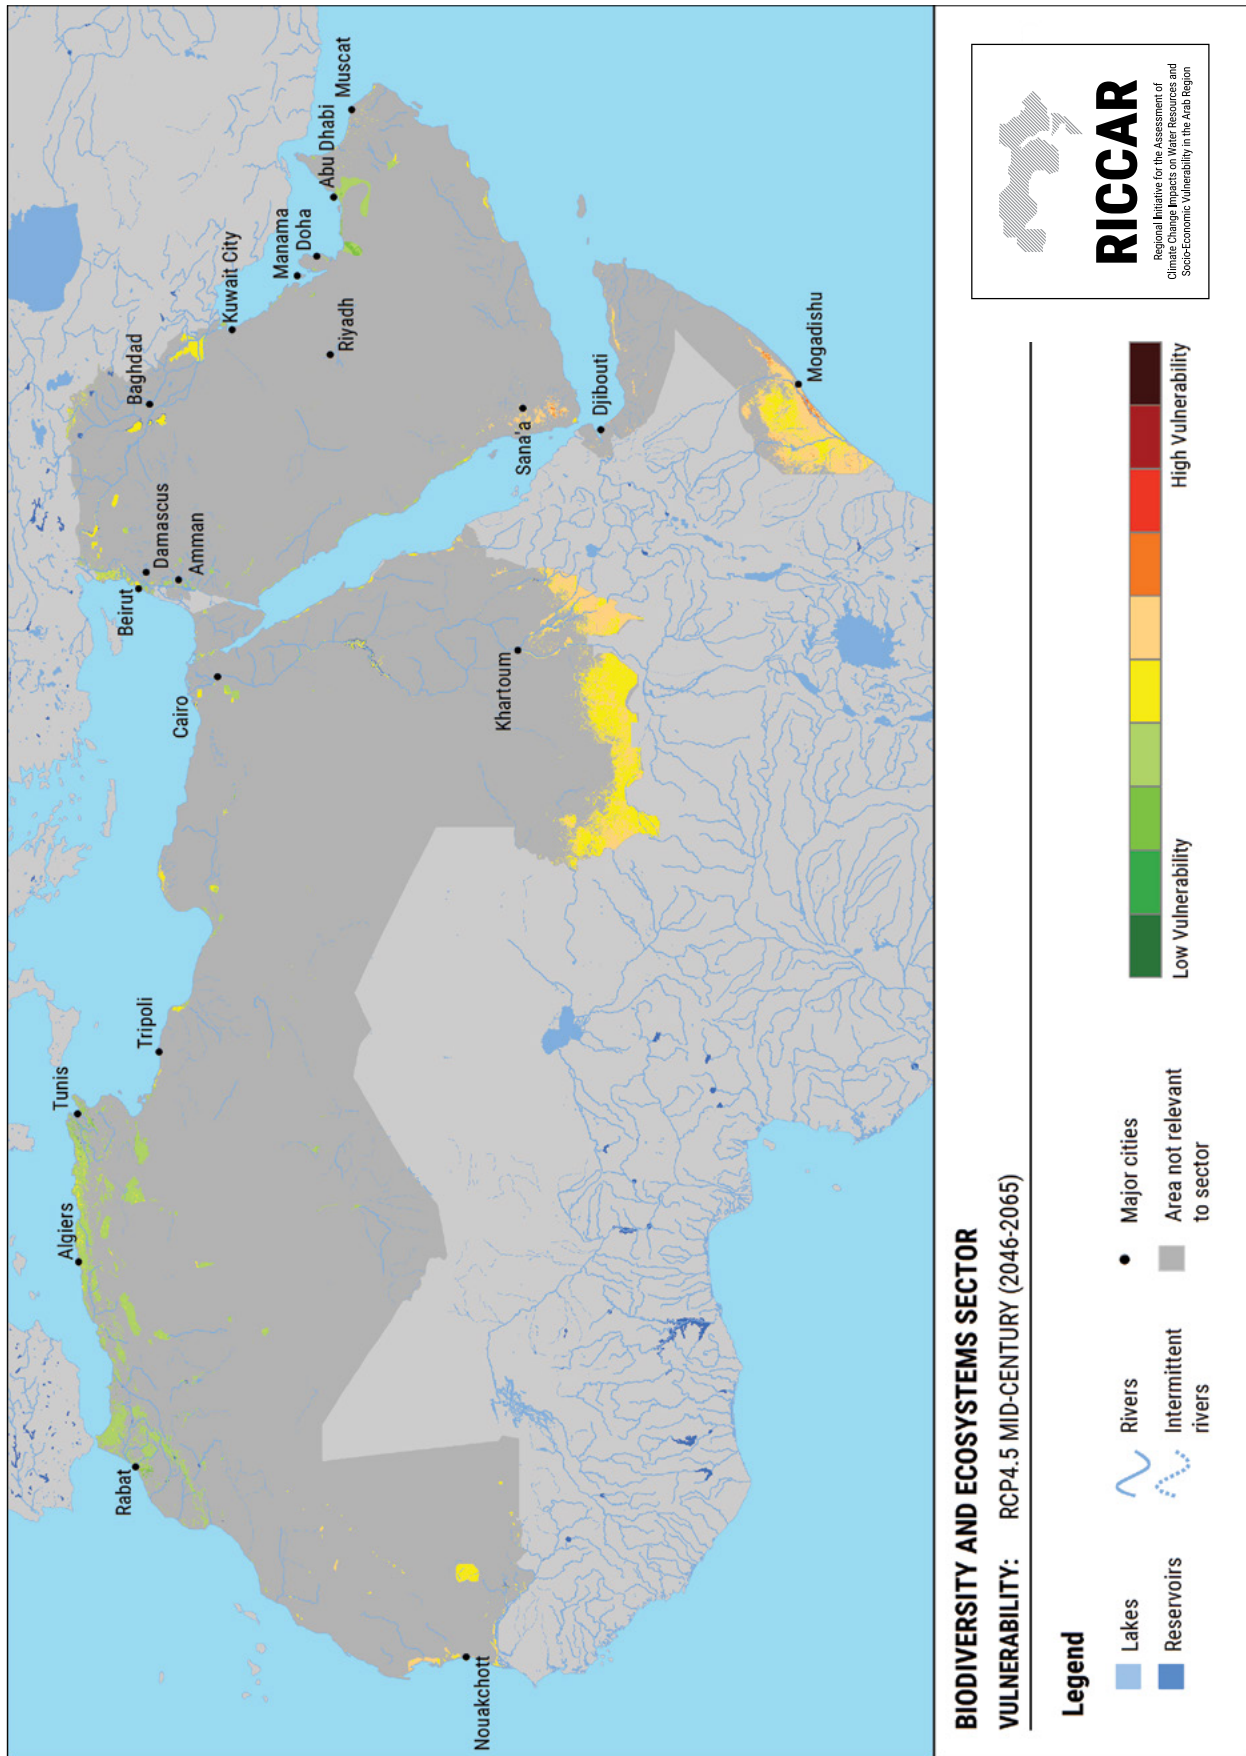 Rabat
Algiers
Tunis
Tripoli
Nouakchott
Cairo
Beirut
Damascus
Amman
Baghdad
Kuwait City
Manama
Doha
Abu Dhabi
Muscat
Riyadh
Sana'a
Khartoum
Djibouti
Mogadishu
BIODIVERSITY AND ECOSYSTEMS SECTOR
VULNERABILITY: RCP4.5 MID-CENTURY (2046-2065)
Legend
Lakes
Reservoirs
Rivers
Intermittent
rivers
Major cities
Area not relevant
to sector
Low Vulnerability
High Vulnerability
RICCAR
Regional Initiative for the Assessment of
Climate Change Impacts on Water Resources and
Socio-Economic Vulnerability in the Arab Region